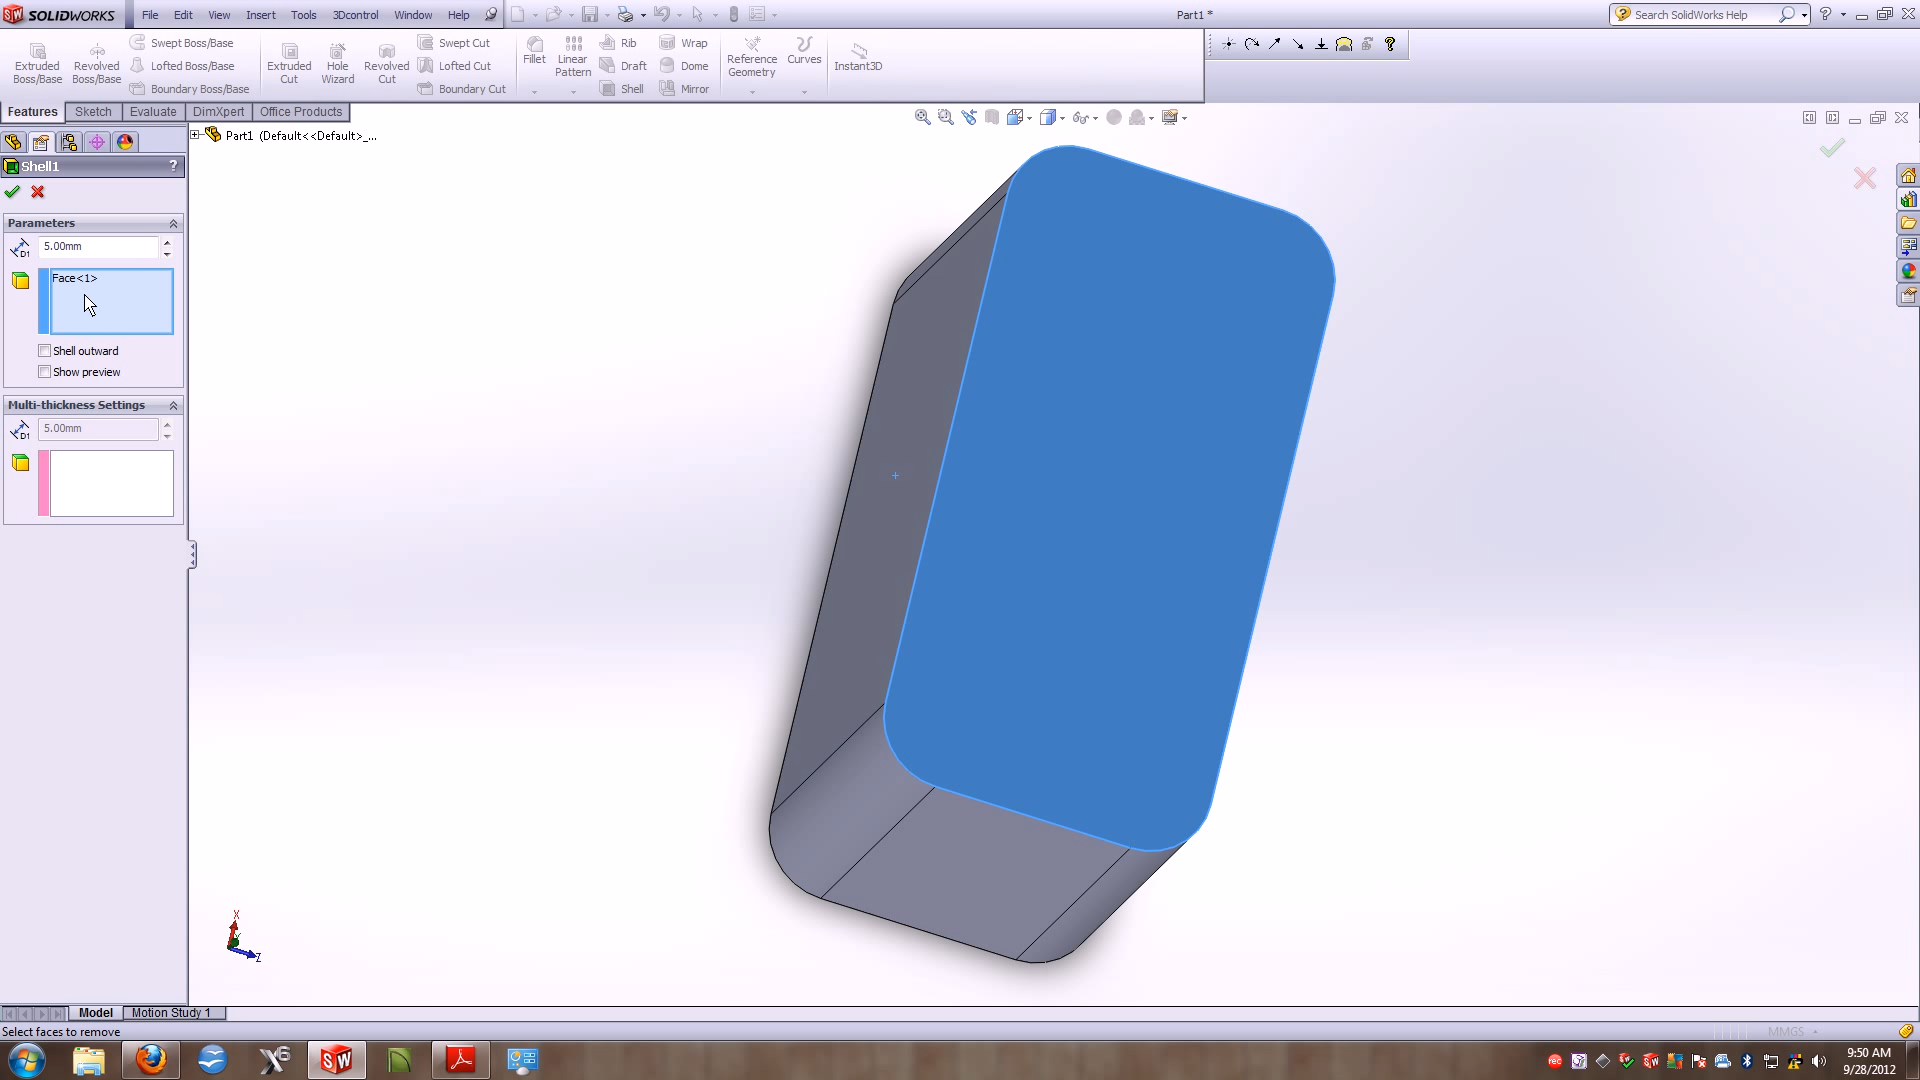 SOLIDWORKS File Edit View Insert Tools 3Dcontrol Window Help Part1 * Search SolidWorks Help
Extruded Boss/Base
Revolved Boss/Base
Swept Boss/Base
Lofted Boss/Base
Boundary Boss/Base
Extruded Cut
Hole Wizard
Revolved Cut
Swept Cut
Lofted Cut
Boundary Cut
Fillet
Linear Pattern
Rib
Draft
Shell
Wrap
Dome
Mirror
Reference Geometry
Curves
Instant3D
Features Sketch Evaluate DimXpert Office Products
Part1 (Default<<Default>_...
Shell1 ?
Parameters
D1 5.00mm
Face<1>
Shell outward
Show preview
Multi-thickness Settings
D1 5.00mm
X
Z
Model Motion Study 1
Select faces to remove MMGS
9:50 AM
9/28/2012